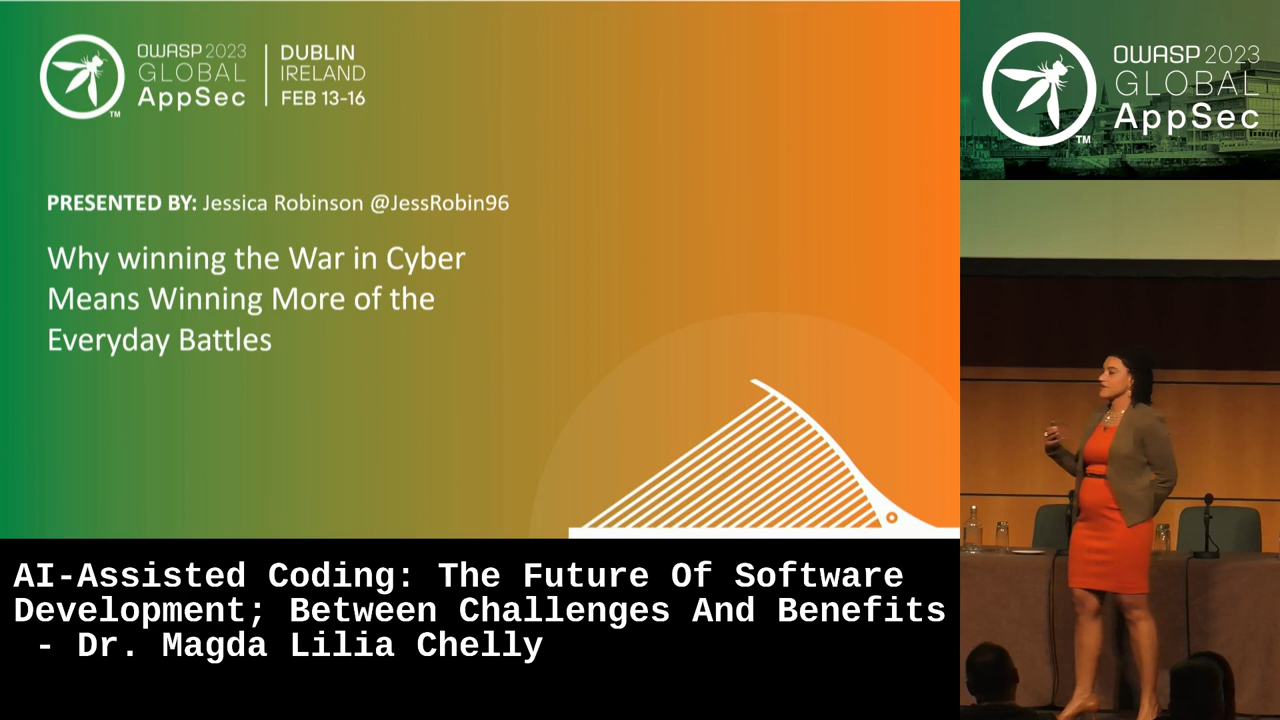 OWASP 2023
GLOBAL
AppSec
TM
DUBLIN
IRELAND
FEB 13-16
PRESENTED BY: Jessica Robinson @JessRobin96
Why winning the War in Cyber
Means Winning More of the
Everyday Battles
AI-Assisted Coding: The Future Of Software
Development; Between Challenges And Benefits
- Dr. Magda Lilia Chelly
OWASP 2023
GLOBAL
AppSec
TM